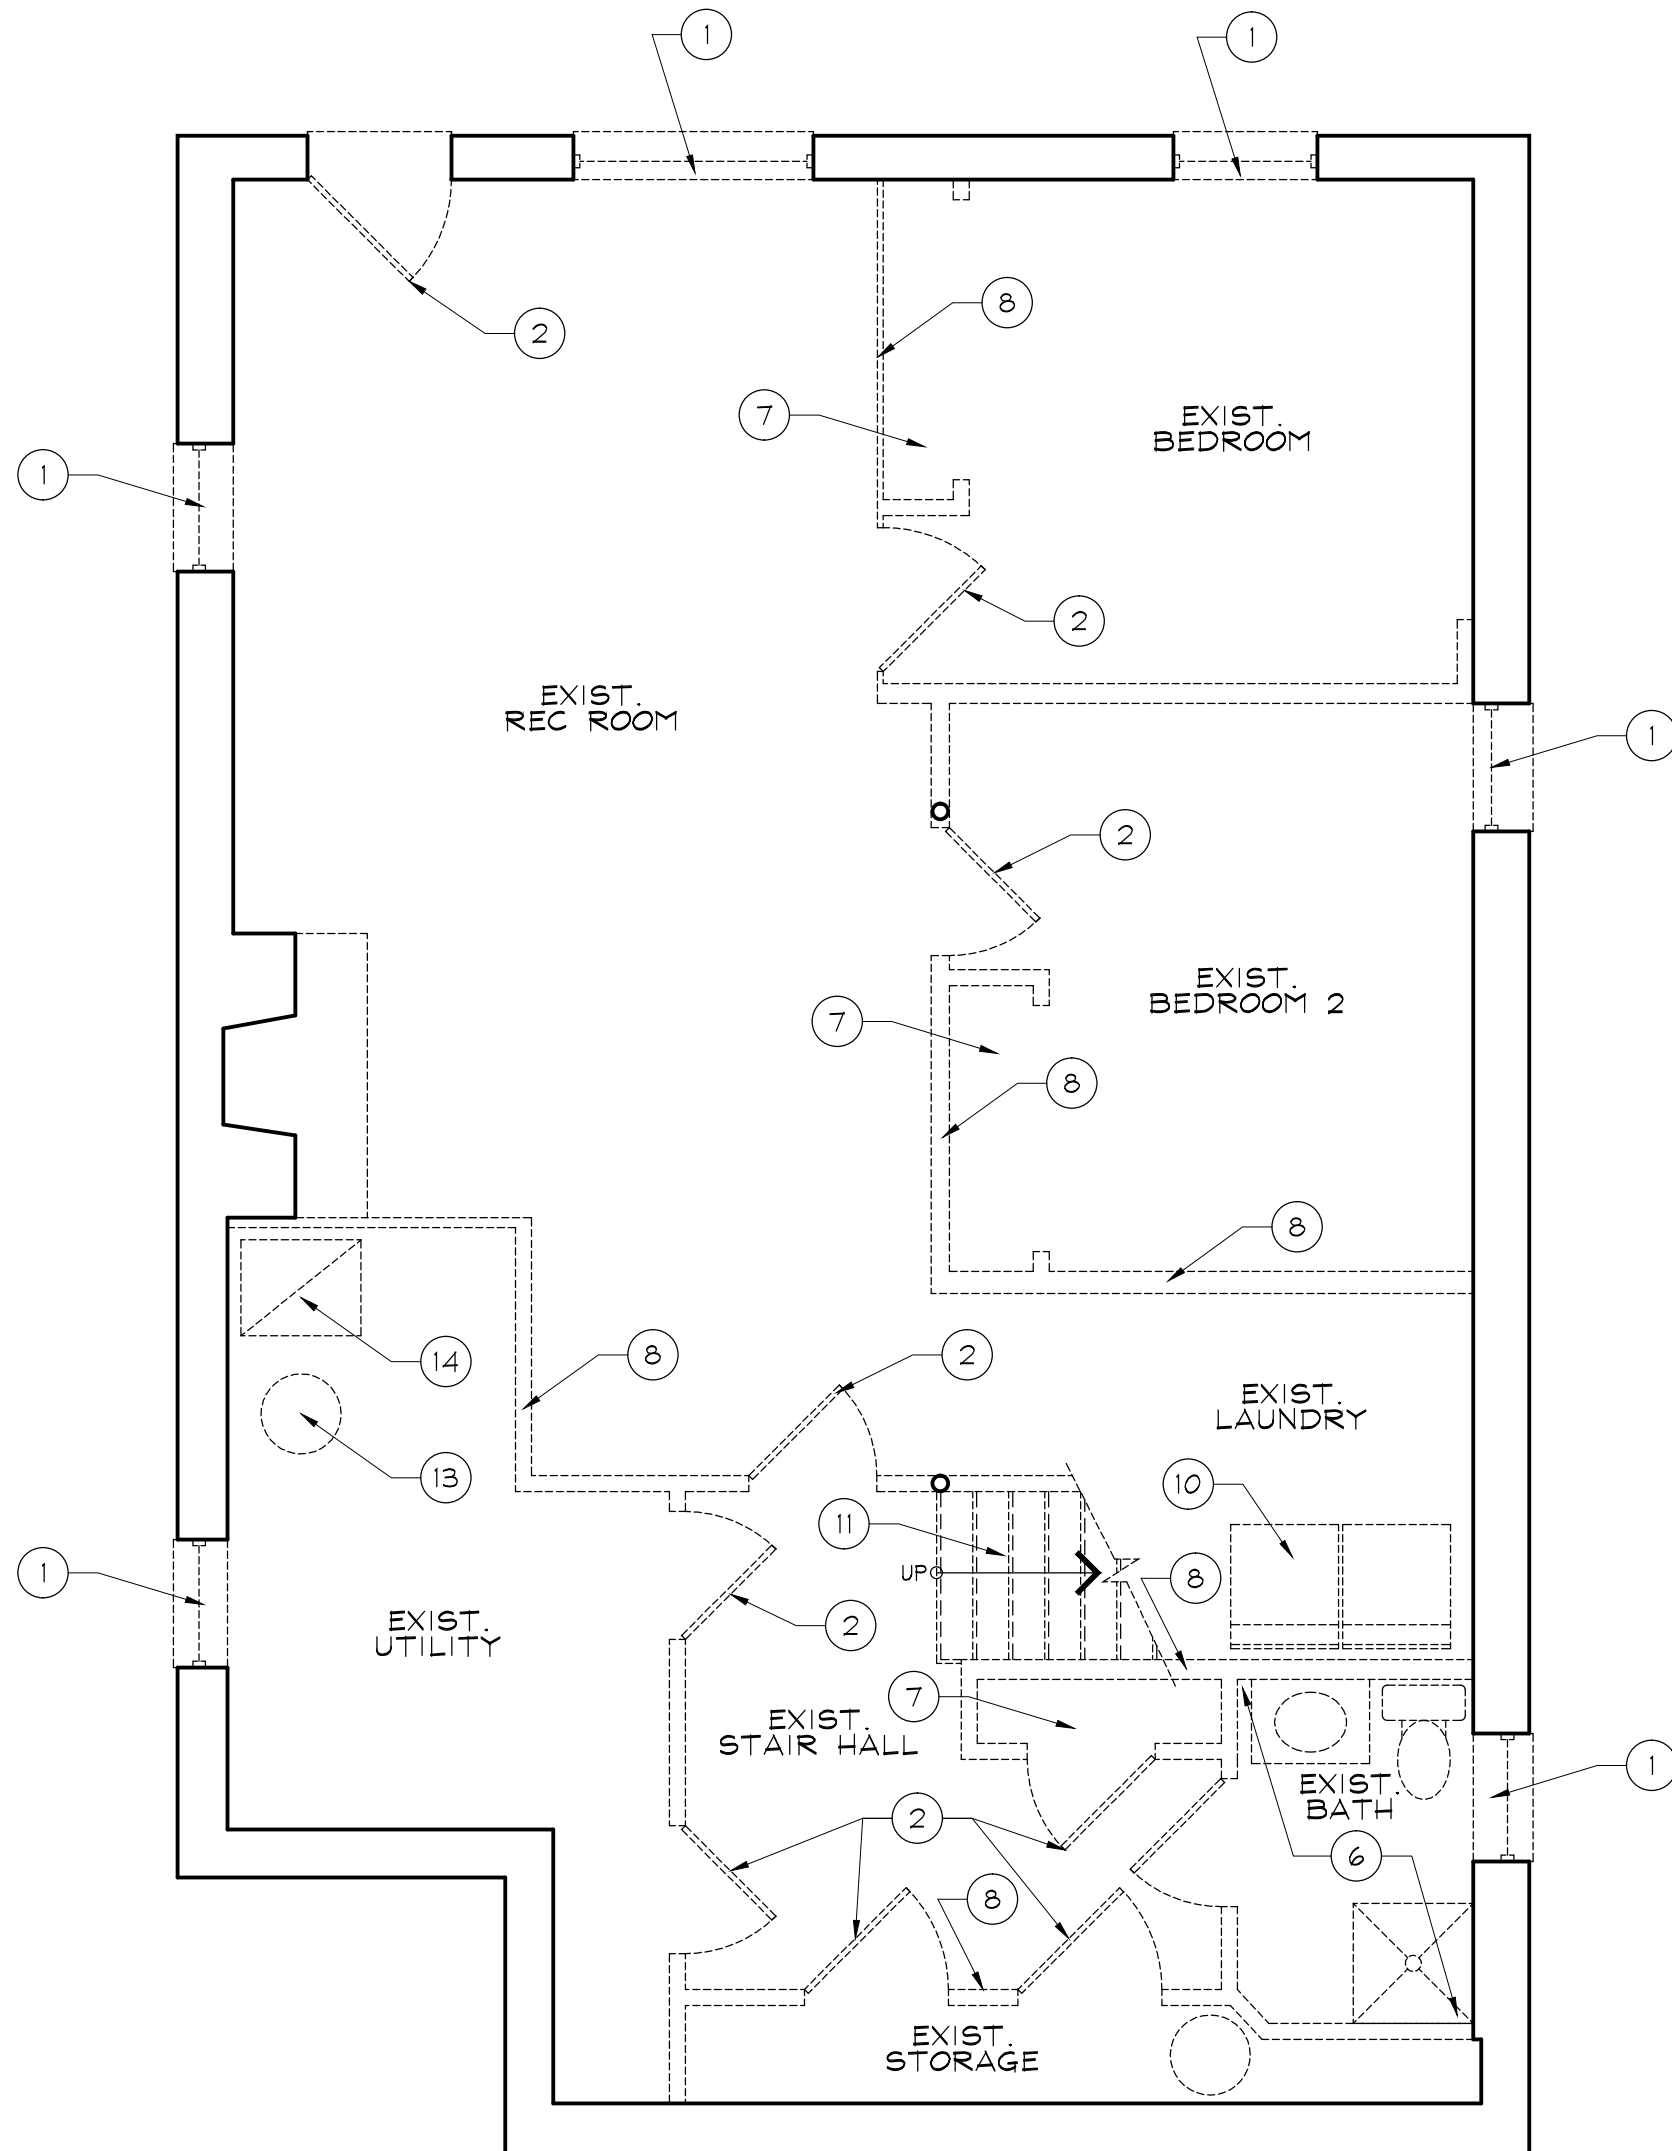 1
1
2
8
7
EXIST.
BEDROOM
1
2
EXIST.
REC ROOM
1
2
EXIST.
BEDROOM 2
7
8
8
14
8
2
EXIST.
LAUNDRY
13
10
11
1
UP
8
EXIST.
UTILITY
2
7
EXIST.
STAIR HALL
1
EXIST.
BATH
2
6
8
EXIST.
STORAGE